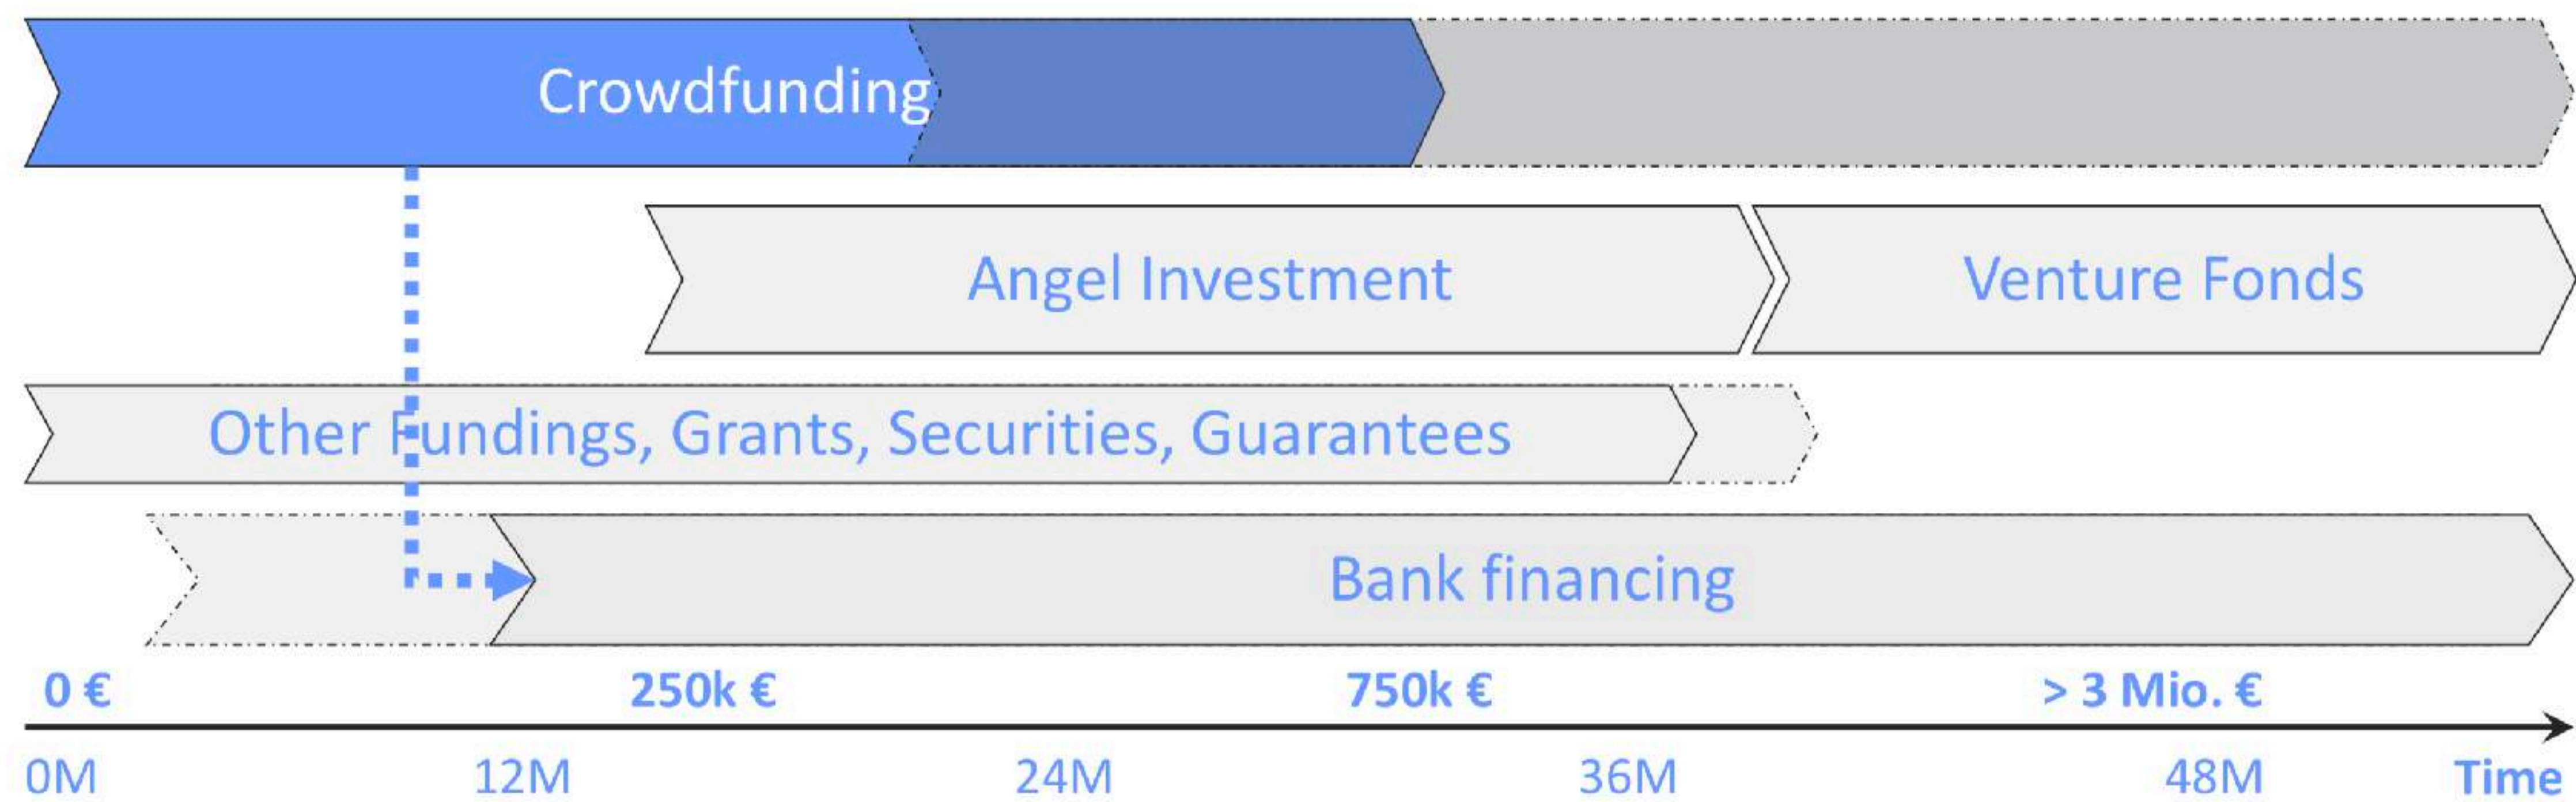 Crowdfunding
Angel Investment
Venture Fonds
Other Fundings, Grants, Securities, Guarantees
Bank financing
0 € 250k € 750k € > 3 Mio. €
0M 12M 24M 36M 48M Time